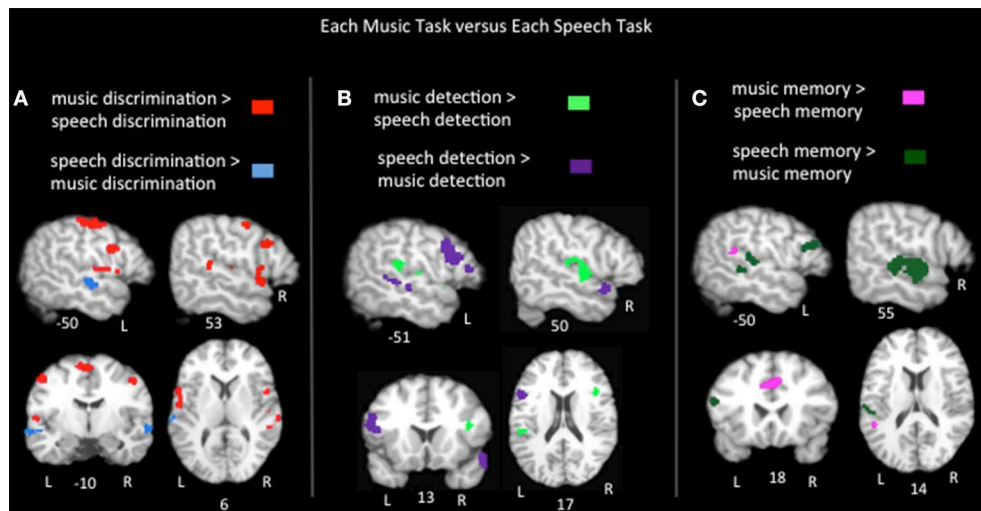 Each Music Task versus Each Speech Task
A
music discrimination >
speech discrimination
speech discrimination >
music discrimination
-50
L
53
R
L
-10
R
L
R
6
B
music detection >
speech detection
speech detection >
music detection
-51
L
50
R
L
13
R
L
R
17
C
music memory >
speech memory
speech memory >
music memory
-50
L
55
R
L
18
R
L
R
14